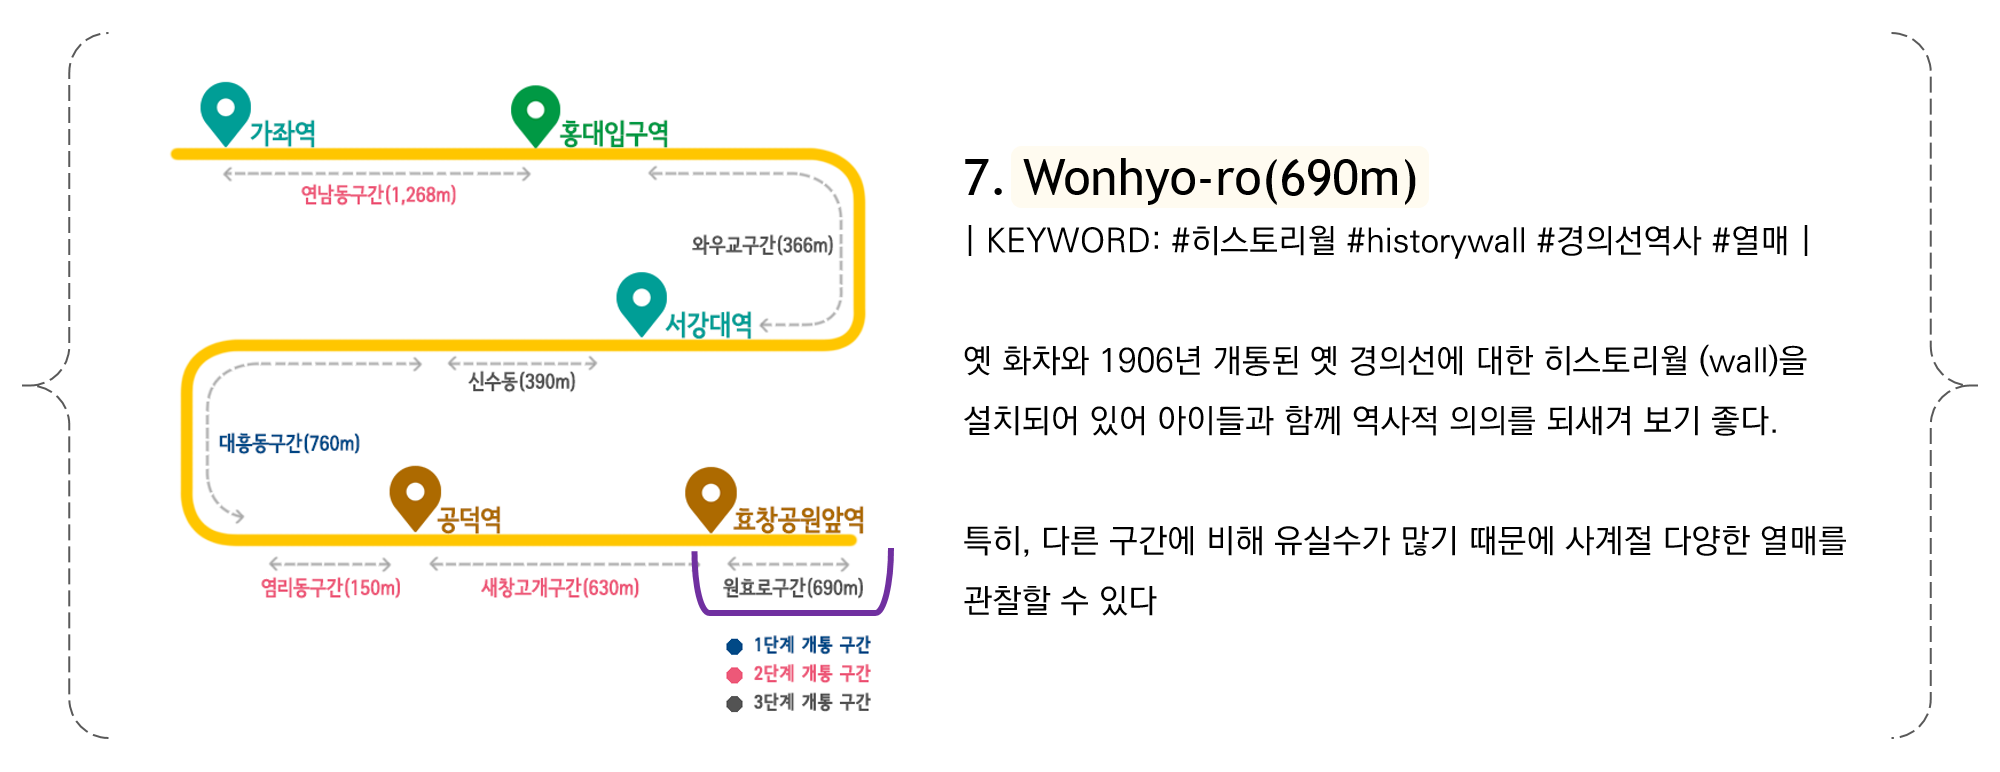 가좌역
홍대입구역
연남동구간(1,268m)
와우교구간(366m)
서강대역
신수동(390m)
대흥동구간(760m)
공덕역
효창공원앞역
염리동구간(150m)
새창고개구간(630m)
원효로구간(690m)
1단계 개통 구간
2단계 개통 구간
3단계 개통 구간
7. Wonhyo-ro(690m)
| KEYWORD: #히스토리월 #historywall #경의선역사 #열매 |
옛 화차와 1906년 개통된 옛 경의선에 대한 히스토리월 (wall)을
설치되어 있어 아이들과 함께 역사적 의의를 되새겨 보기 좋다.
특히, 다른 구간에 비해 유실수가 많기 때문에 사계절 다양한 열매를
관찰할 수 있다